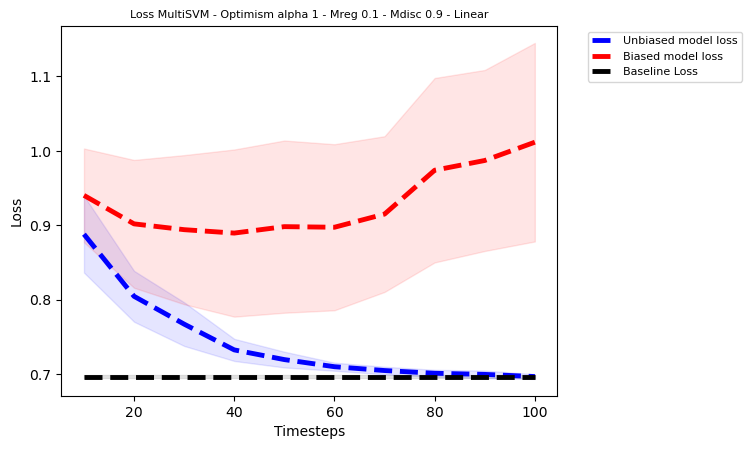 Loss MultiSVM - Optimism alpha 1 - Mreg 0.1 - Mdisc 0.9 - Linear
Unbiased model loss
Biased model loss
Baseline Loss
Loss
1.1
1.0
0.9
0.8
0.7
20 40 60 80 100
Timesteps